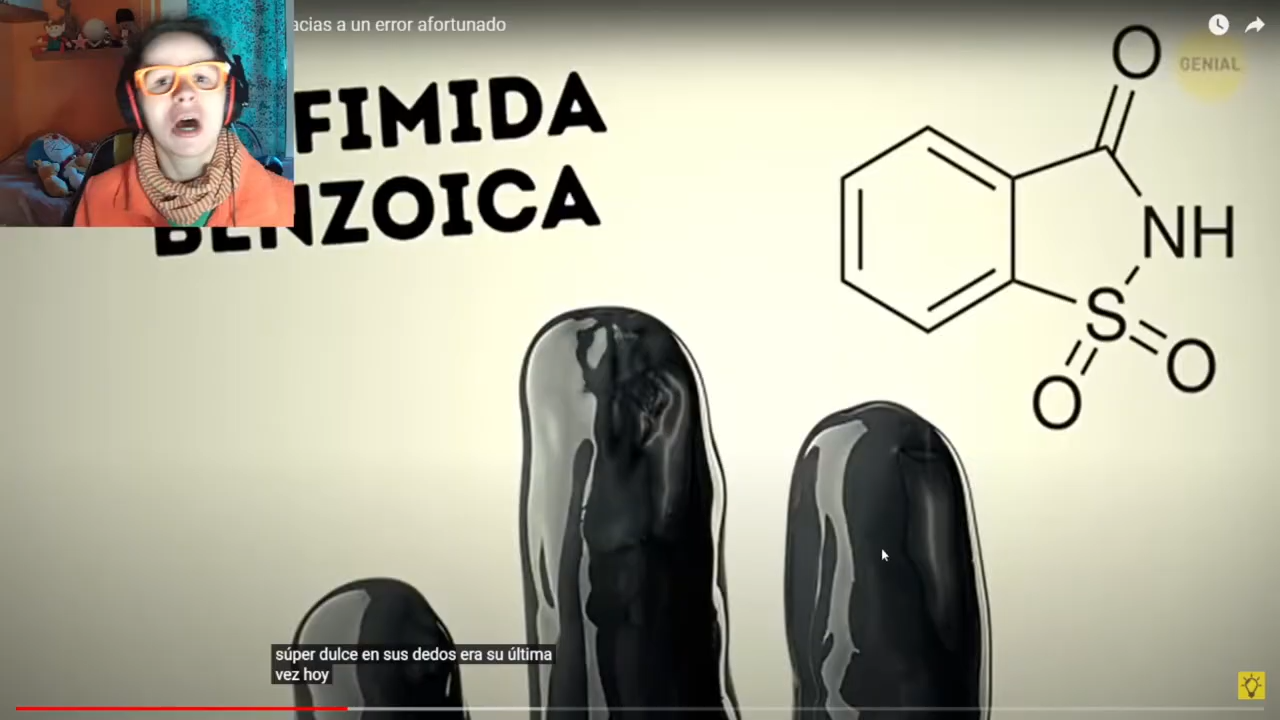 acias a un error afortunado
GENIAL
FIMIDA
BENZOICA
O
NH
S
O
O
súper dulce en sus dedos era su última
vez hoy